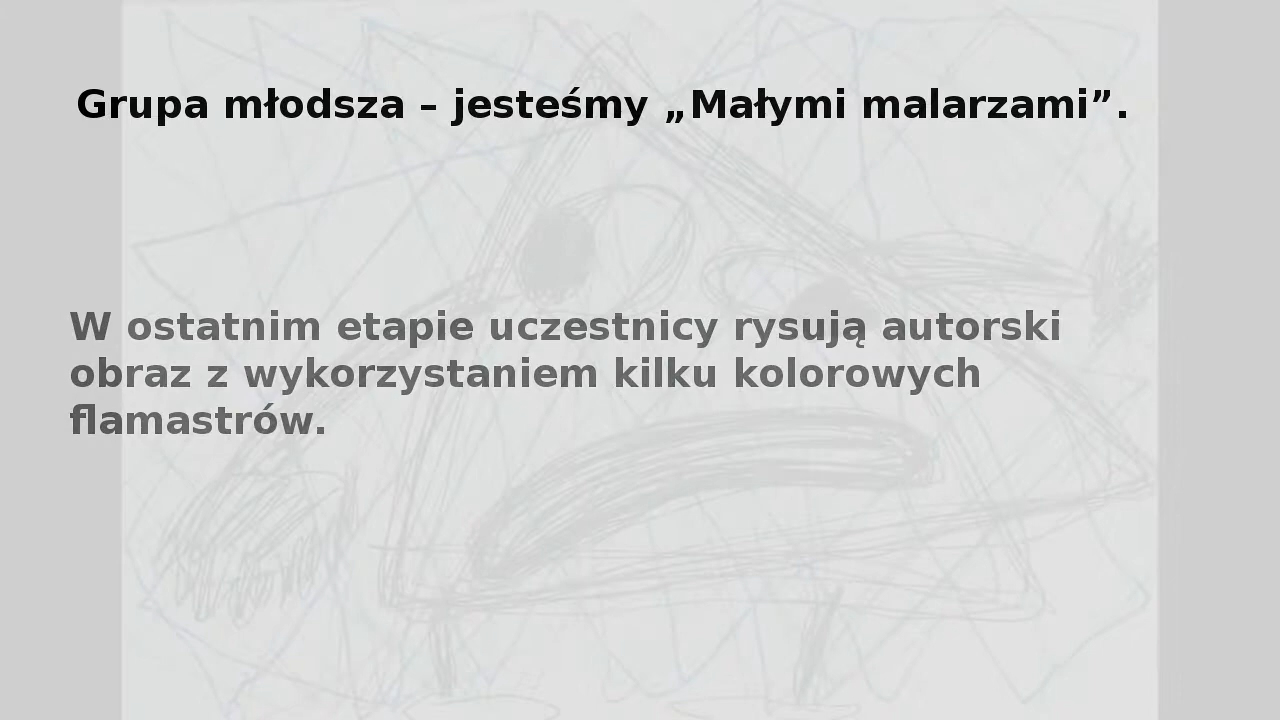 Grupa młodsza – jesteśmy „Małymi malarzami”.
W ostatnim etapie uczestnicy rysują autorski
obraz z wykorzystaniem kilku kolorowych
flamastrów.